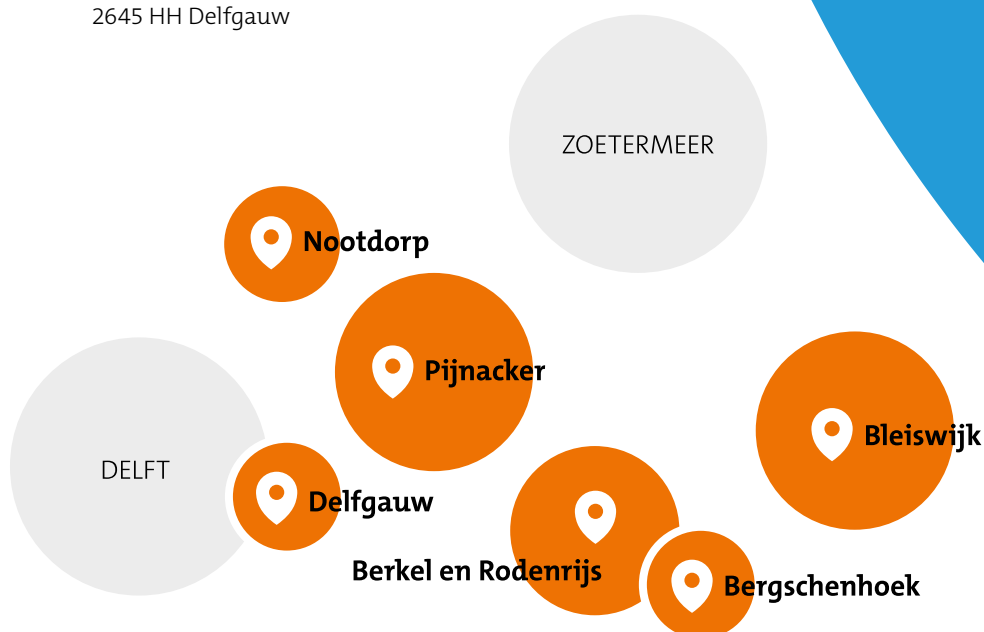 2645 HH Delfgauw
ZOETERMEER
Nootdorp
Pijnacker
Bleiswijk
DELFT
Delfgauw
Berkel en Rodenrijs
Bergschenhoek